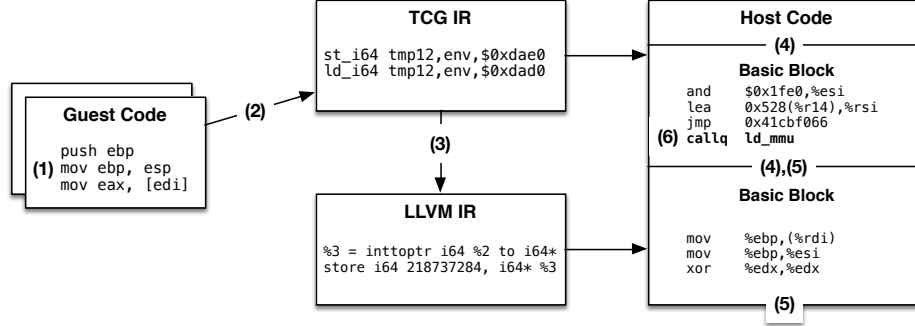 TCG IR
st_i64 tmp12,env,$0xdae0
ld_i64 tmp12,env,$0xdad0
Host Code
(4)
Basic Block
and $0x1fe0,%esi
lea 0x528(%r14),%rsi
jmp 0x41cbf066
(6) callq ld_mmu
(4),(5)
Basic Block
mov %ebp,(%rdi)
mov %ebp,%esi
xor %edx,%edx
(5)
Guest Code
push ebp
(1) mov ebp, esp
mov eax, [edi]
(2)
(3)
LLVM IR
%3 = inttoptr i64 %2 to i64*
store i64 218737284, i64* %3